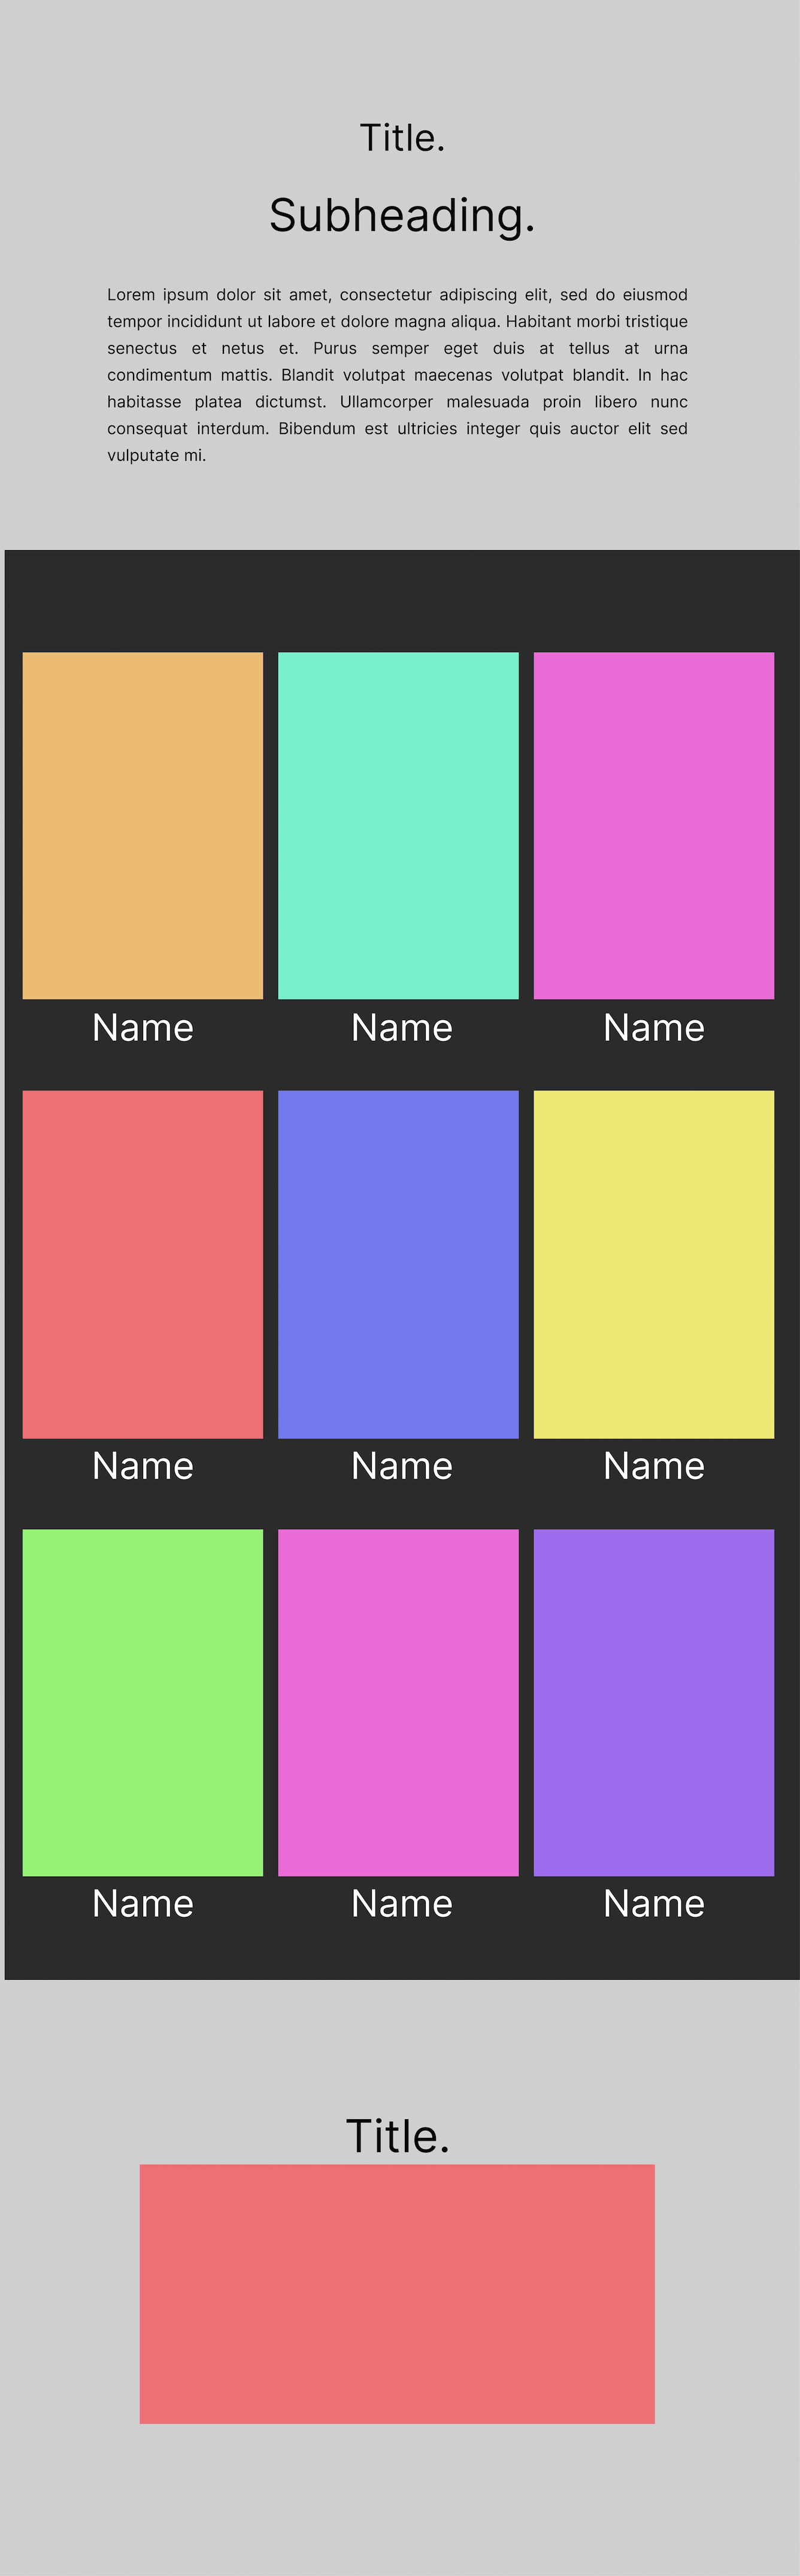 Title.
Subheading.
Lorem ipsum dolor sit amet, consectetur adipiscing elit, sed do eiusmod
tempor incididunt ut labore et dolore magna aliqua. Habitant morbi tristique
senectus et netus et. Purus semper eget duis at tellus at urna
condimentum mattis. Blandit volutpat maecenas volutpat blandit. In hac
habitasse platea dictumst. Ullamcorper malesuada proin libero nunc
consequat interdum. Bibendum est ultricies integer quis auctor elit sed
vulputate mi.
Name Name Name
Name Name Name
Name Name Name
Title.